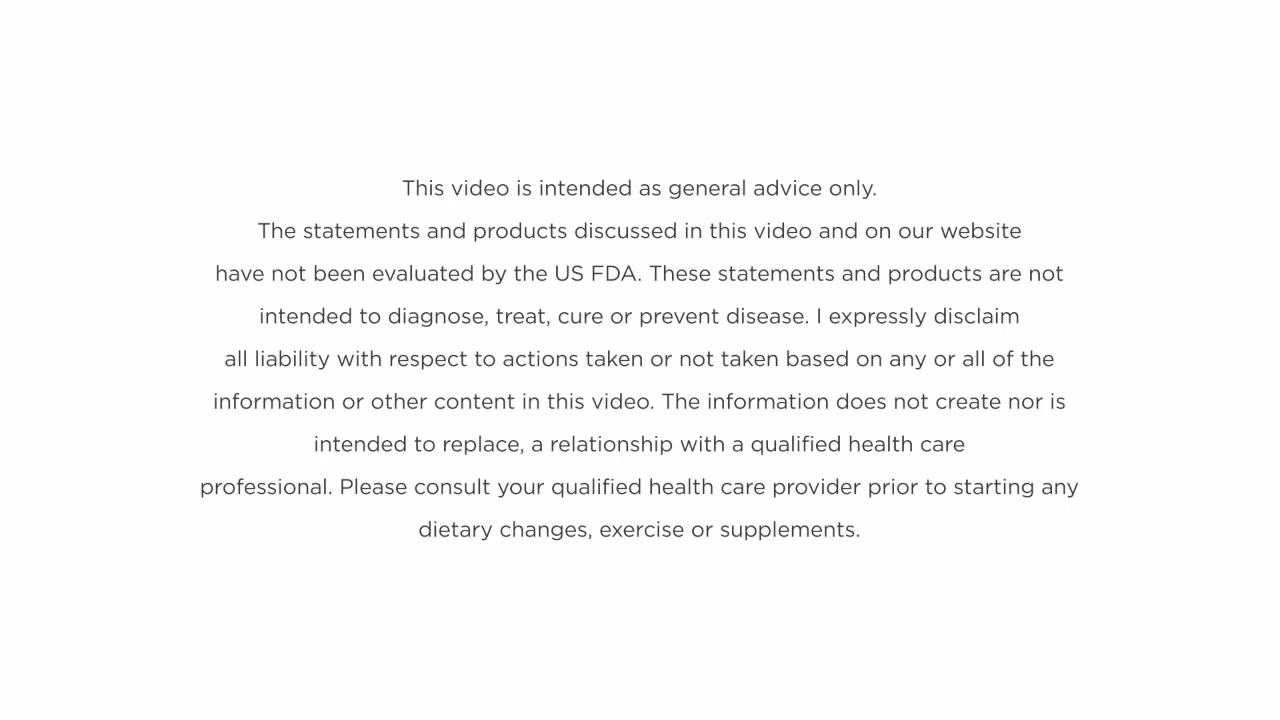 This video is intended as general advice only.
The statements and products discussed in this video and on our website
have not been evaluated by the US FDA. These statements and products are not
intended to diagnose, treat, cure or prevent disease. I expressly disclaim
all liability with respect to actions taken or not taken based on any or all of the
information or other content in this video. The information does not create nor is
intended to replace, a relationship with a qualified health care
professional. Please consult your qualified health care provider prior to starting any
dietary changes, exercise or supplements.